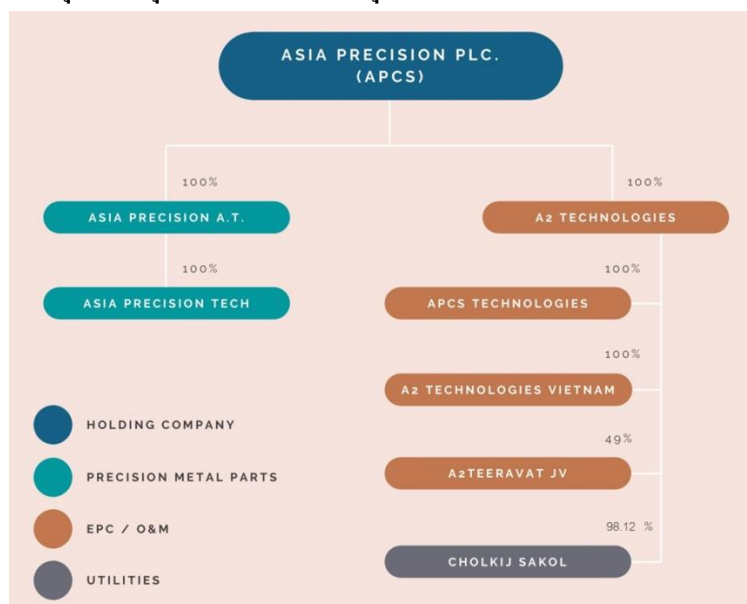 ASIA PRECISION PLC.
(APCS)
100%
100%
ASIA PRECISION A.T.
A2 TECHNOLOGIES
100%
100%
ASIA PRECISION TECH
APCS TECHNOLOGIES
100%
A2 TECHNOLOGIES VIETNAM
HOLDING COMPANY
49%
PRECISION METAL PARTS
A2TEERAVAT JV
EPC / O&M
98.12 %
CHOLKIJ SAKOL
UTILITIES